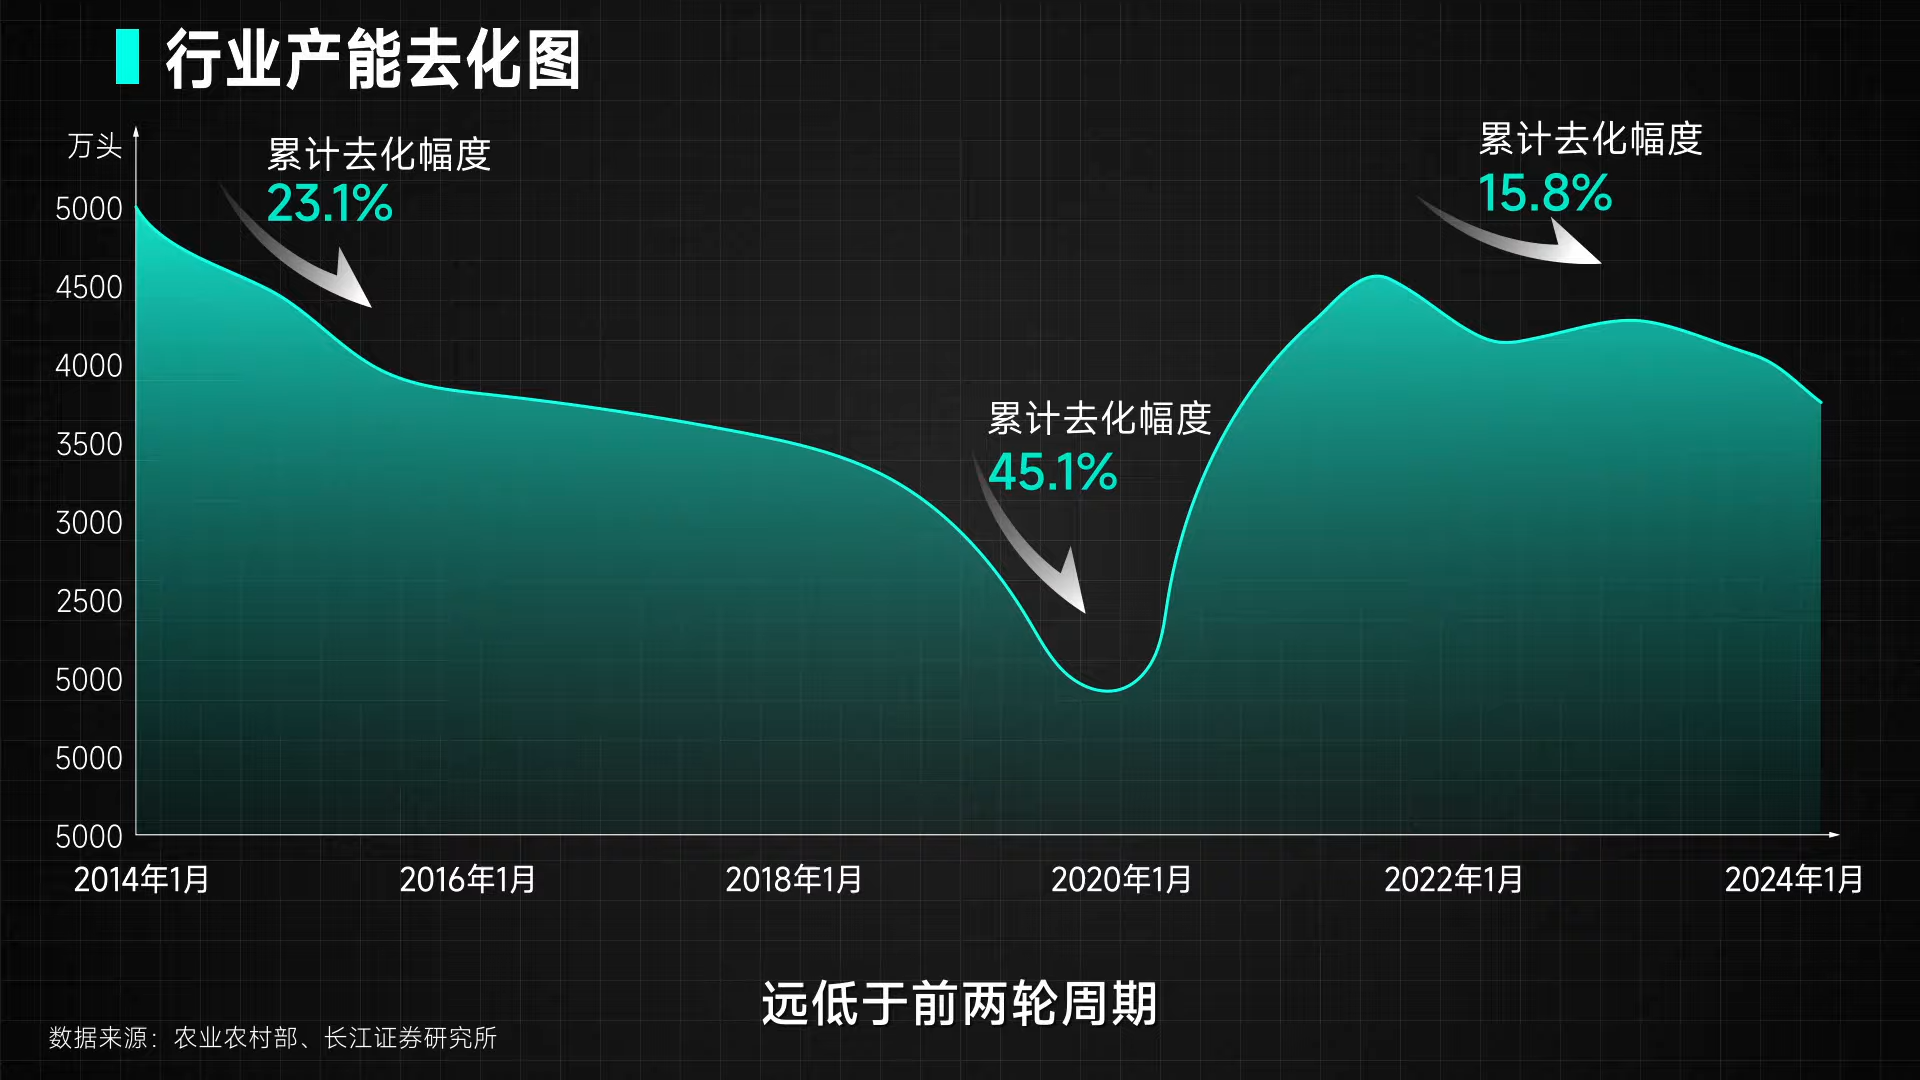 行业产能去化图
万头
5000
4500
4000
3500
3000
2500
5000
5000
5000
累计去化幅度
23.1%
累计去化幅度
45.1%
累计去化幅度
15.8%
2014年1月
2016年1月
2018年1月
2020年1月
2022年1月
2024年1月
远低于前两轮周期
数据来源：农业农村部、长江证券研究所